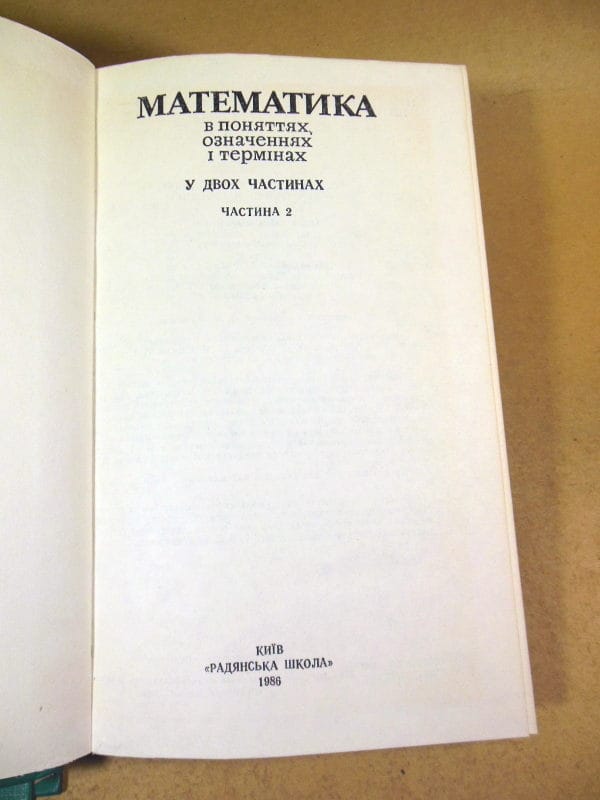 МАТЕМАТИКА
в поняттях,
означеннях
і термінах
У ДВОХ ЧАСТИНАХ
ЧАСТИНА 2
КИЇВ
«РАДЯНСЬКА ШКОЛА»
1986